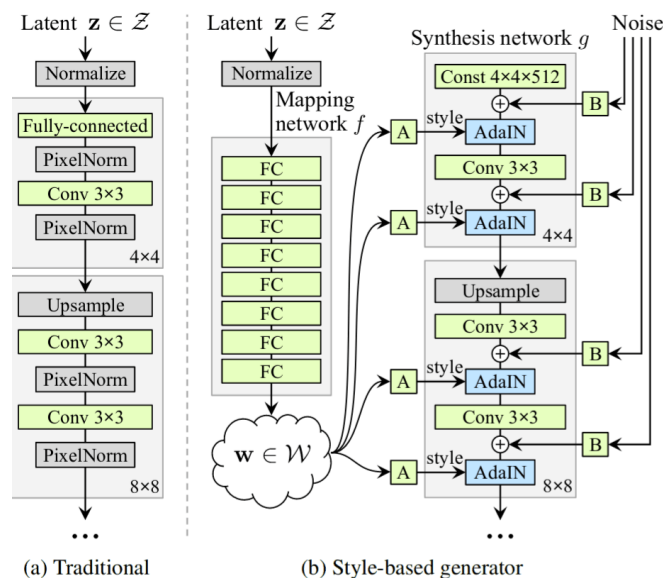 Latent z ∈ Z
Normalize
Fully-connected
PixelNorm
Conv 3×3
PixelNorm
4×4
Upsample
Conv 3×3
PixelNorm
Conv 3×3
PixelNorm
8×8
...
(a) Traditional
Latent z ∈ Z
Normalize
Mapping
network f
FC
FC
FC
FC
FC
FC
FC
FC
w ∈ W
A
A
A
A
style
style
style
style
Synthesis network g
Const 4×4×512
AdaIN
Conv 3×3
AdaIN
4×4
Upsample
Conv 3×3
AdaIN
Conv 3×3
AdaIN
8×8
...
Noise
B
B
B
B
(b) Style-based generator